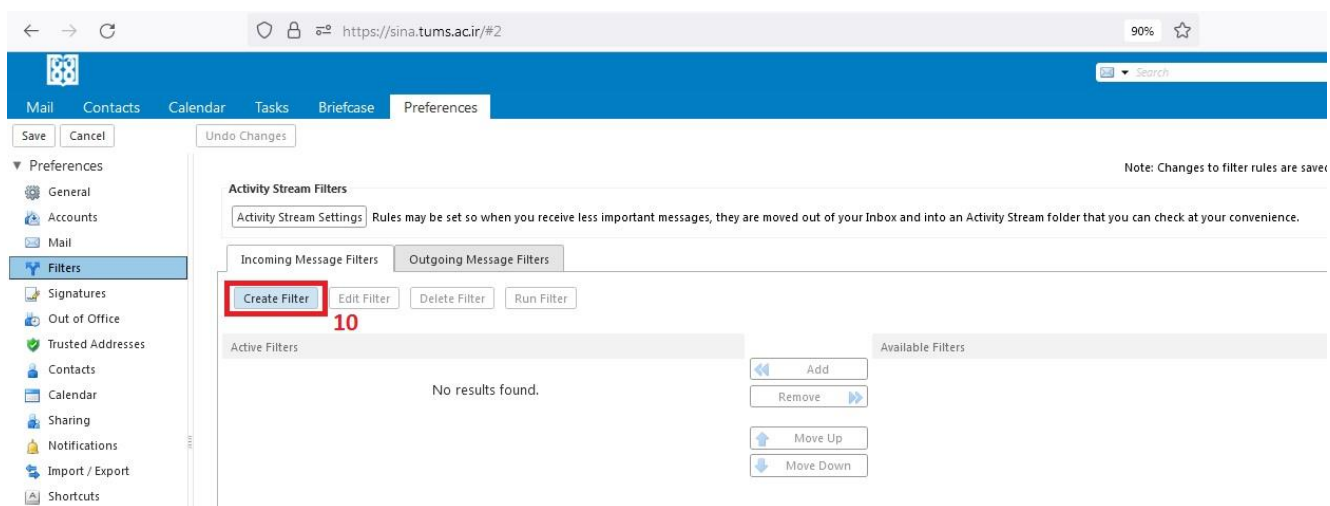 https://sina.tums.ac.ir/#2
90%
Search
Mail Contacts Calendar Tasks Briefcase Preferences
Save Cancel Undo Changes
Preferences
Note: Changes to filter rules are saved
General
Activity Stream Filters
Accounts
Activity Stream Settings Rules may be set so when you receive less important messages, they are moved out of your Inbox and into an Activity Stream folder that you can check at your convenience.
Mail
Filters
Incoming Message Filters Outgoing Message Filters
Signatures
Create Filter Edit Filter Delete Filter Run Filter
10
Out of Office
Trusted Addresses
Active Filters Available Filters
Contacts
Add
No results found.
Calendar
Remove
Sharing
Move Up
Notifications
Move Down
Import / Export
Shortcuts